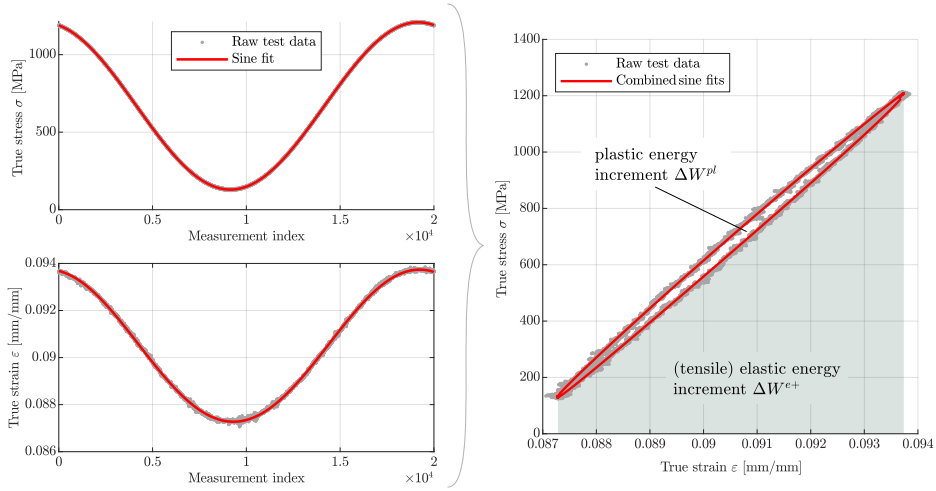 True stress σ [MPa]
1000
500
0
Raw test data
Sine fit
0
0.5
1
1.5
2
Measurement index
×10⁴
True strain ε [mm/mm]
0.094
0.092
0.09
0.088
0.086
0
0.5
1
1.5
2
Measurement index
×10⁴
True stress σ [MPa]
1400
1200
1000
800
600
400
200
0
Raw test data
Combined sine fits
plastic energy
increment ΔWᵖˡ
(tensile) elastic energy
increment ΔWᵉ⁺
0.087
0.088
0.089
0.09
0.091
0.092
0.093
0.094
True strain ε [mm/mm]